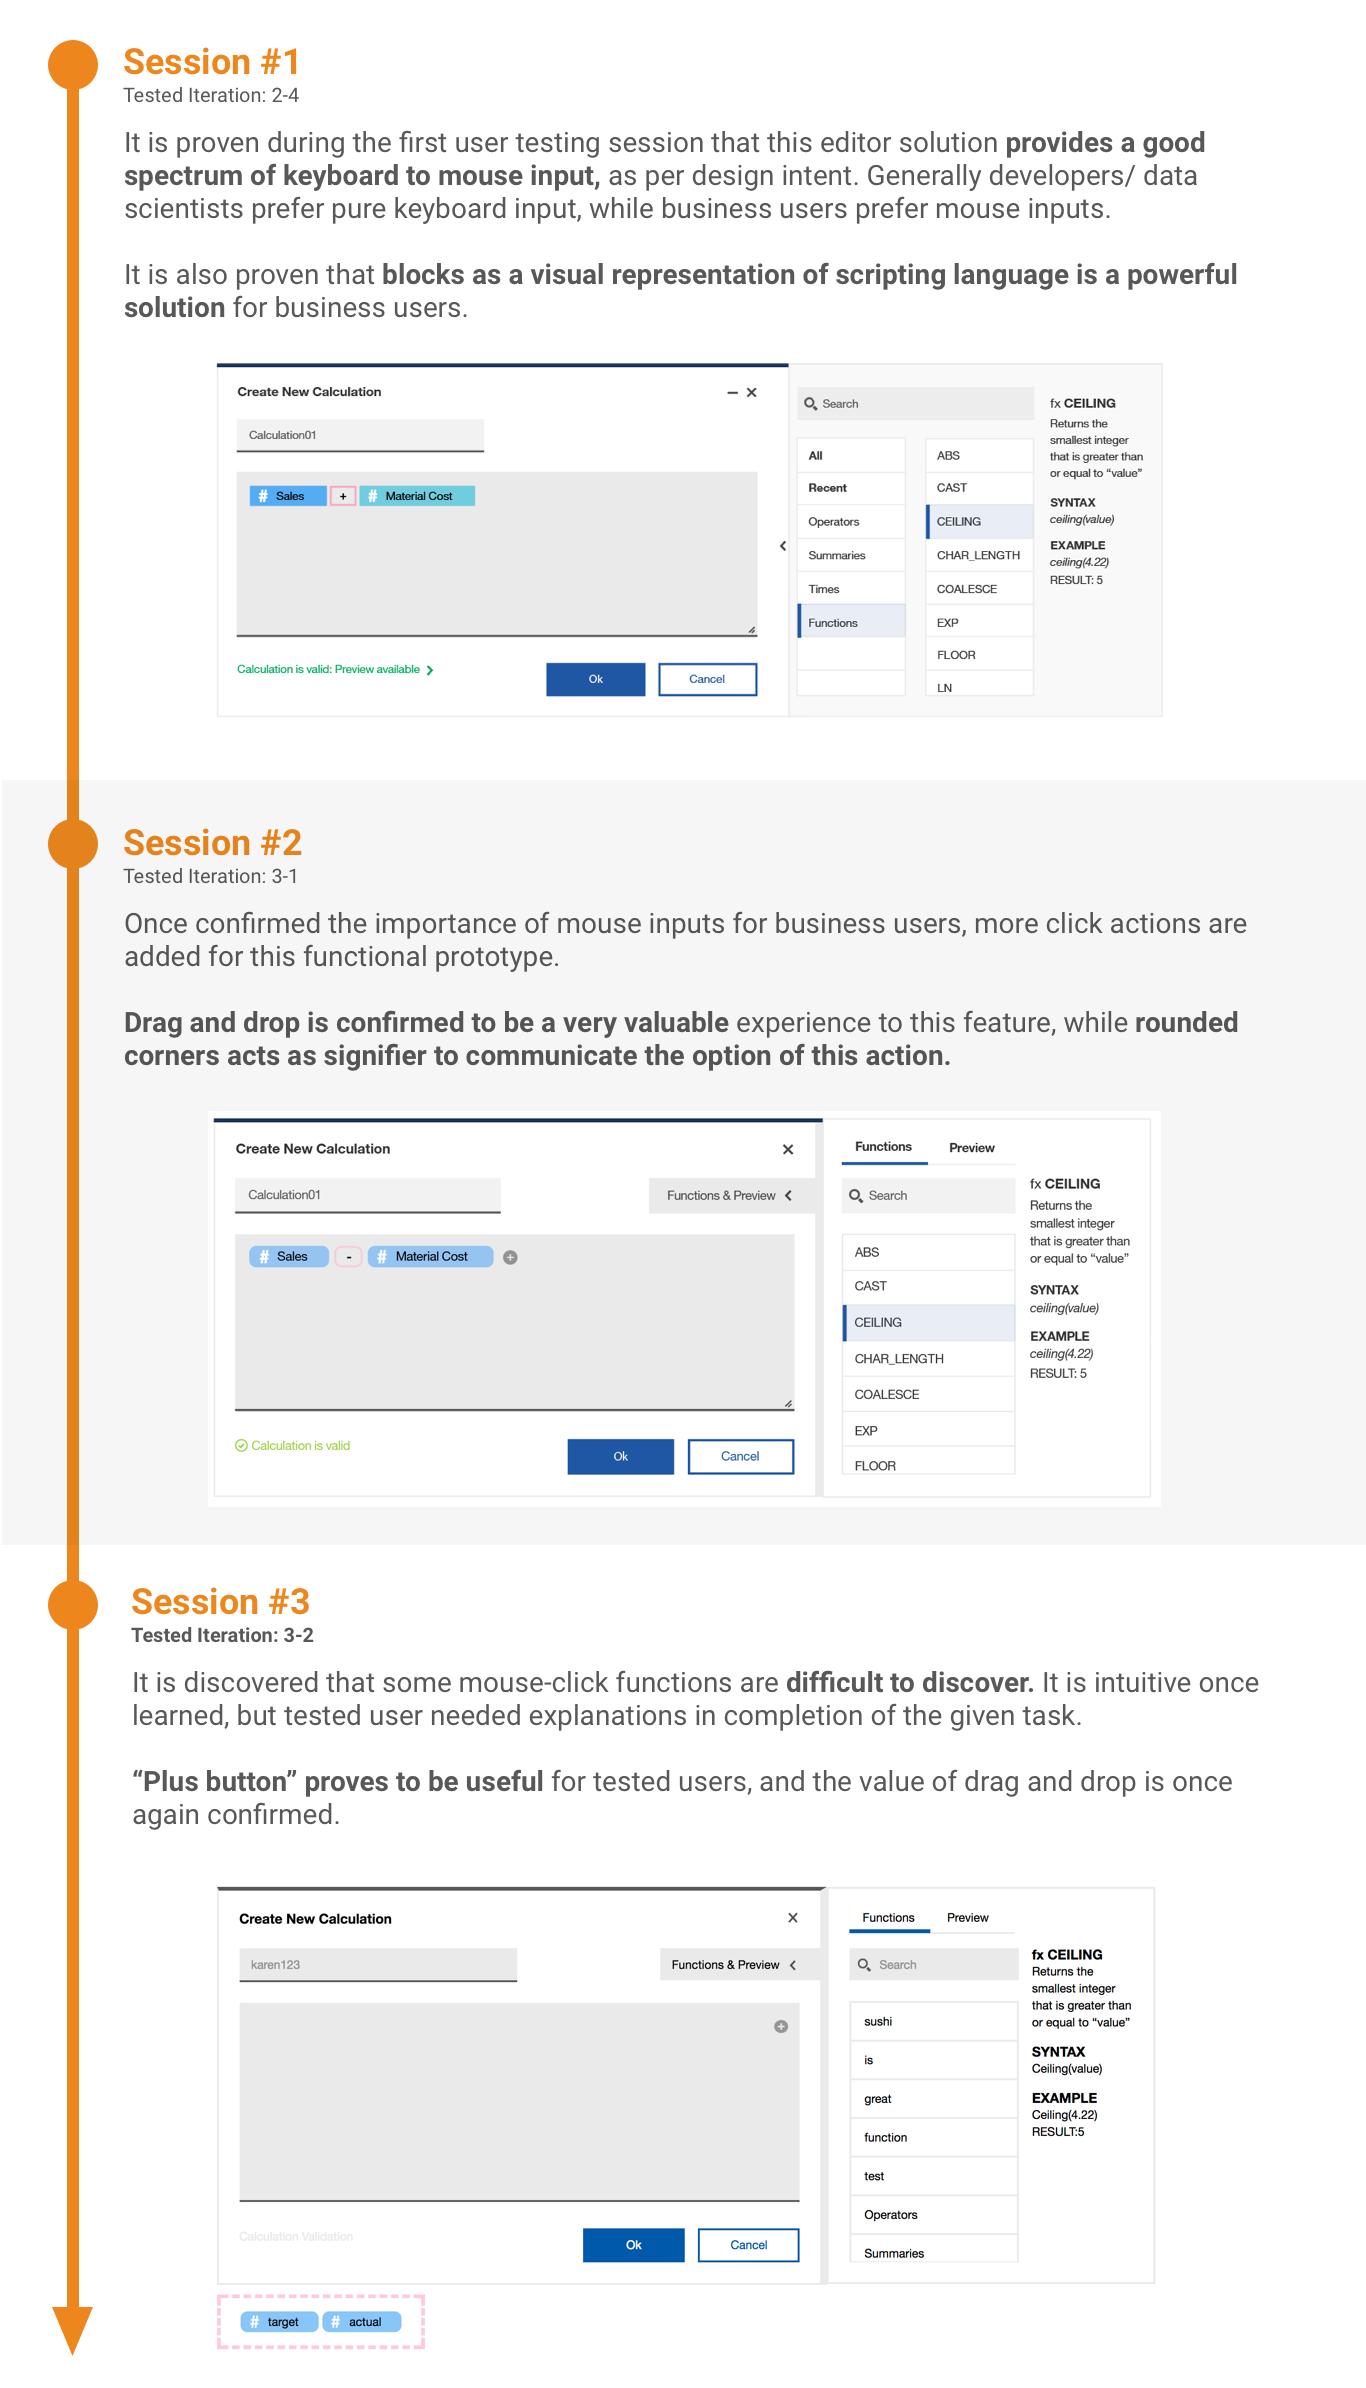 Session #1
Tested Iteration: 2-4
It is proven during the first user testing session that this editor solution provides a good
spectrum of keyboard to mouse input, as per design intent. Generally developers/ data
scientists prefer pure keyboard input, while business users prefer mouse inputs.
It is also proven that blocks as a visual representation of scripting language is a powerful
solution for business users.
Create New Calculation
Calculation01
# Sales + # Material Cost
Calculation is valid: Preview available
Ok
Cancel
Search
All
Recent
Operators
Summaries
Times
Functions
ABS
CAST
CEILING
CHAR_LENGTH
COALESCE
EXP
FLOOR
LN
fx CEILING
Returns the
smallest integer
that is greater than
or equal to “value”
SYNTAX
ceiling(value)
EXAMPLE
ceiling(4.22)
RESULT: 5
Session #2
Tested Iteration: 3-1
Once confirmed the importance of mouse inputs for business users, more click actions are
added for this functional prototype.
Drag and drop is confirmed to be a very valuable experience to this feature, while rounded
corners acts as signifier to communicate the option of this action.
Create New Calculation
Calculation01
Functions & Preview
# Sales - # Material Cost
Calculation is valid
Ok
Cancel
Functions
Preview
Search
ABS
CAST
CEILING
CHAR_LENGTH
COALESCE
EXP
FLOOR
fx CEILING
Returns the
smallest integer
that is greater than
or equal to “value”
SYNTAX
ceiling(value)
EXAMPLE
ceiling(4.22)
RESULT: 5
Session #3
Tested Iteration: 3-2
It is discovered that some mouse-click functions are difficult to discover. It is intuitive once
learned, but tested user needed explanations in completion of the given task.
“Plus button” proves to be useful for tested users, and the value of drag and drop is once
again confirmed.
Create New Calculation
karen123
Functions & Preview
Calculation Validation
Ok
Cancel
# target # actual
Functions
Preview
Search
sushi
is
great
function
test
Operators
Summaries
fx CEILING
Returns the
smallest integer
that is greater than
or equal to “value”
SYNTAX
Ceiling(value)
EXAMPLE
Ceiling(4.22)
RESULT:5